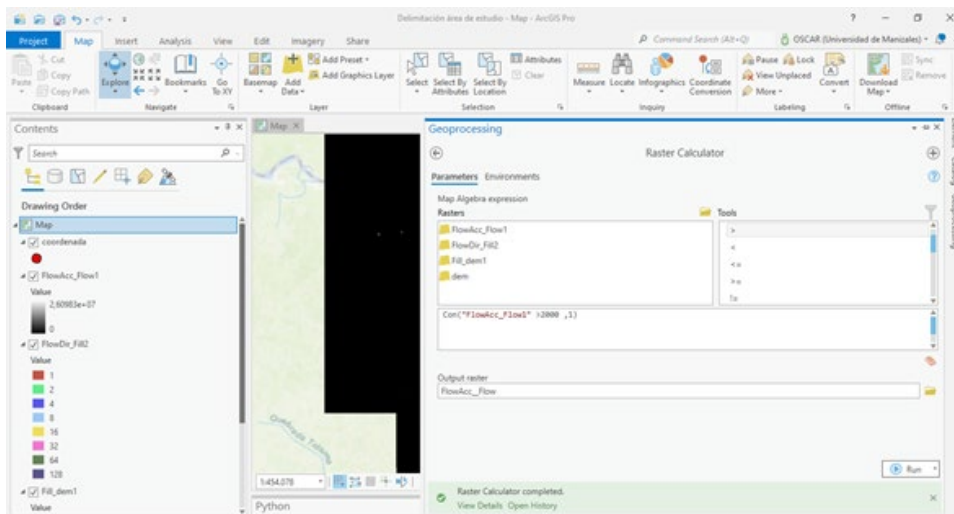 Delimitación área de estudio - Map - ArcGIS Pro
Project Map Insert Analysis View Edit Imagery Share
Command Search (Alt+Q)
OSCAR (Universidad de Manizales)
Paste
Cut
Copy
Copy Path
Clipboard
Explore
Bookmarks
Go To XY
Navigate
Basemap
Add Data
Add Preset
Add Graphics Layer
Layer
Select
Select By Attributes
Select By Location
Attributes
Clear
Selection
Measure
Locate
Infographics
Coordinate Conversion
Inquiry
Pause
Lock
View Unplaced
More
Convert
Labeling
Download Map
Sync
Remove
Offline
Contents
Search
Drawing Order
Map
coordenada
FlowAcc_Flow1
Value
2,60983e+07
0
FlowDir_Fill2
Value
1
2
4
8
16
32
64
128
Fill_dem1
Value
Map
1:454.078
Python
Geoprocessing
Raster Calculator
Parameters Environments
Map Algebra expression
Rasters
FlowAcc_Flow1
FlowDir_Fill2
Fill_dem1
dem
Tools
>
<
<=
>=
!=
Con("FlowAcc_Flow1" >2000 ,1)
Output raster
FlowAcc__Flow
Run
Raster Calculator completed.
View Details Open History